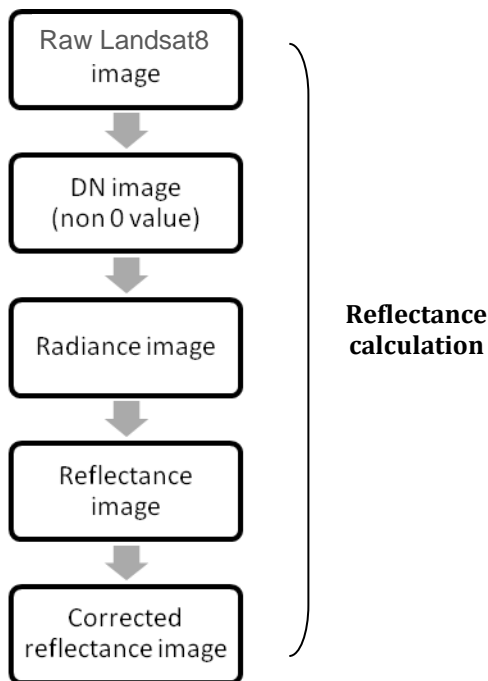 Raw Landsat8
image
DN image
(non 0 value)
Radiance image
Reflectance
image
Corrected
reflectance image
Reflectance
calculation